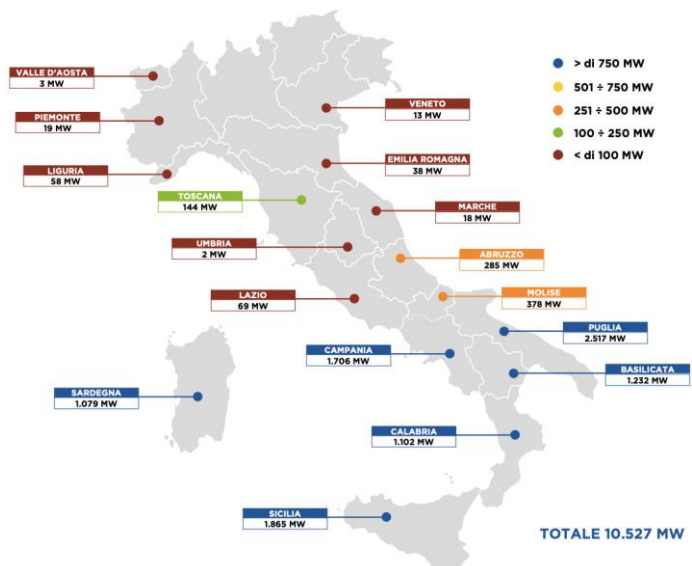 VALLE D'AOSTA
3 MW
PIEMONTE
19 MW
LIGURIA
58 MW
TOSCANA
144 MW
UMBRIA
2 MW
LAZIO
69 MW
CAMPANIA
1.706 MW
SARDEGNA
1.079 MW
CALABRIA
1.102 MW
SICILIA
1.865 MW
VENETO
13 MW
EMILIA ROMAGNA
38 MW
MARCHE
18 MW
ABRUZZO
285 MW
MOLISE
378 MW
PUGLIA
2.517 MW
BASILICATA
1.232 MW
> di 750 MW
501 ÷ 750 MW
251 ÷ 500 MW
100 ÷ 250 MW
< di 100 MW
TOTALE 10.527 MW